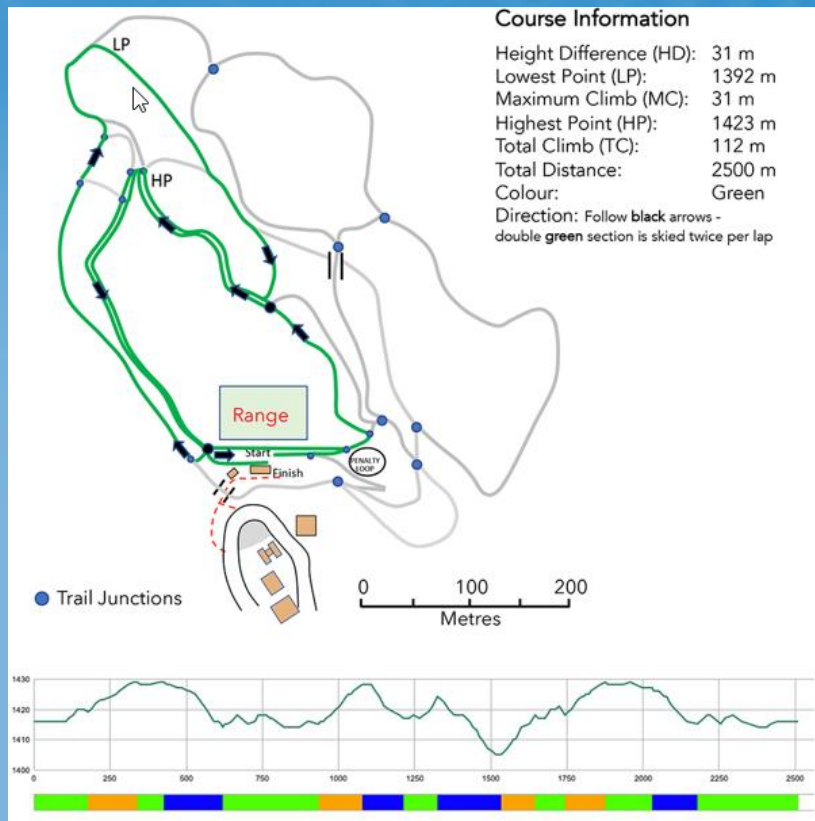 Course Information
Height Difference (HD): 31 m
Lowest Point (LP): 1392 m
Maximum Climb (MC): 31 m
Highest Point (HP): 1423 m
Total Climb (TC): 112 m
Total Distance: 2500 m
Colour: Green
Direction: Follow black arrows -
double green section is skied twice per lap
LP
HP
Range
Start
Finish
PENALTY
LOOP
Trail Junctions
0 100 200
Metres
1430
1420
1410
1400
0 250 500 750 1000 1250 1500 1750 2000 2250 2500